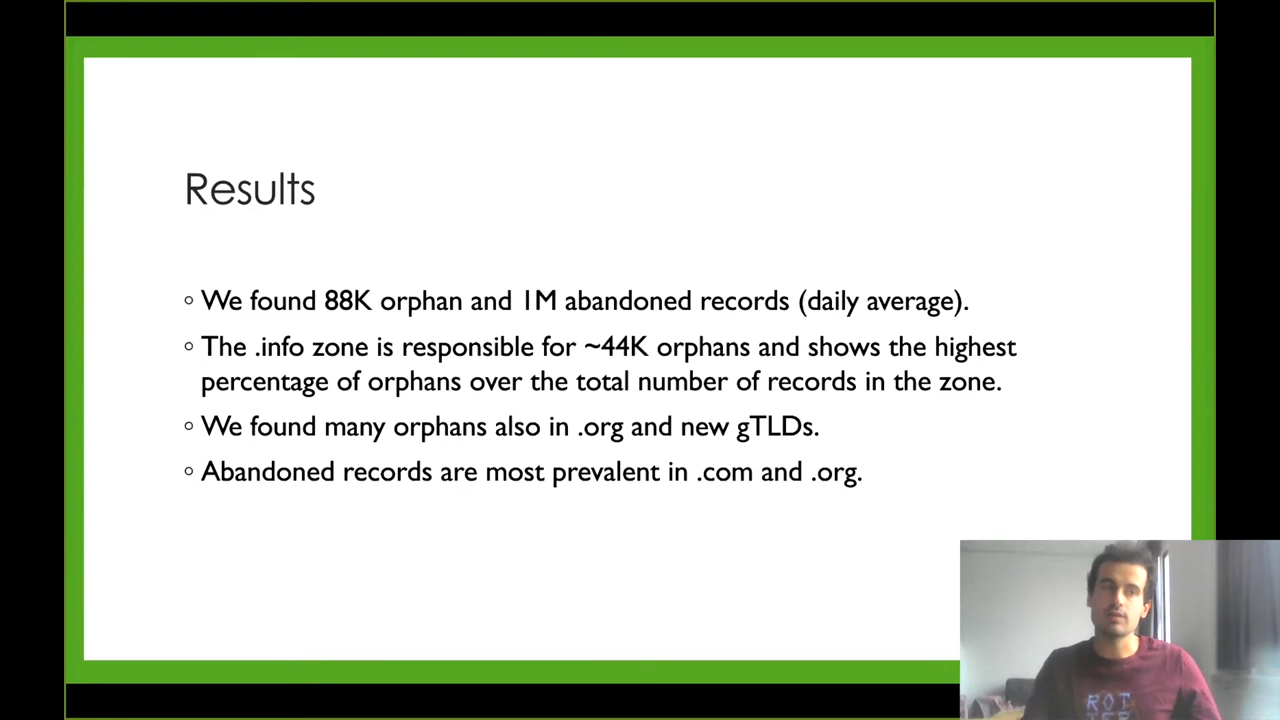 Results
◦ We found 88K orphan and 1M abandoned records (daily average).
◦ The .info zone is responsible for ~44K orphans and shows the highest
percentage of orphans over the total number of records in the zone.
◦ We found many orphans also in .org and new gTLDs.
◦ Abandoned records are most prevalent in .com and .org.
ROT